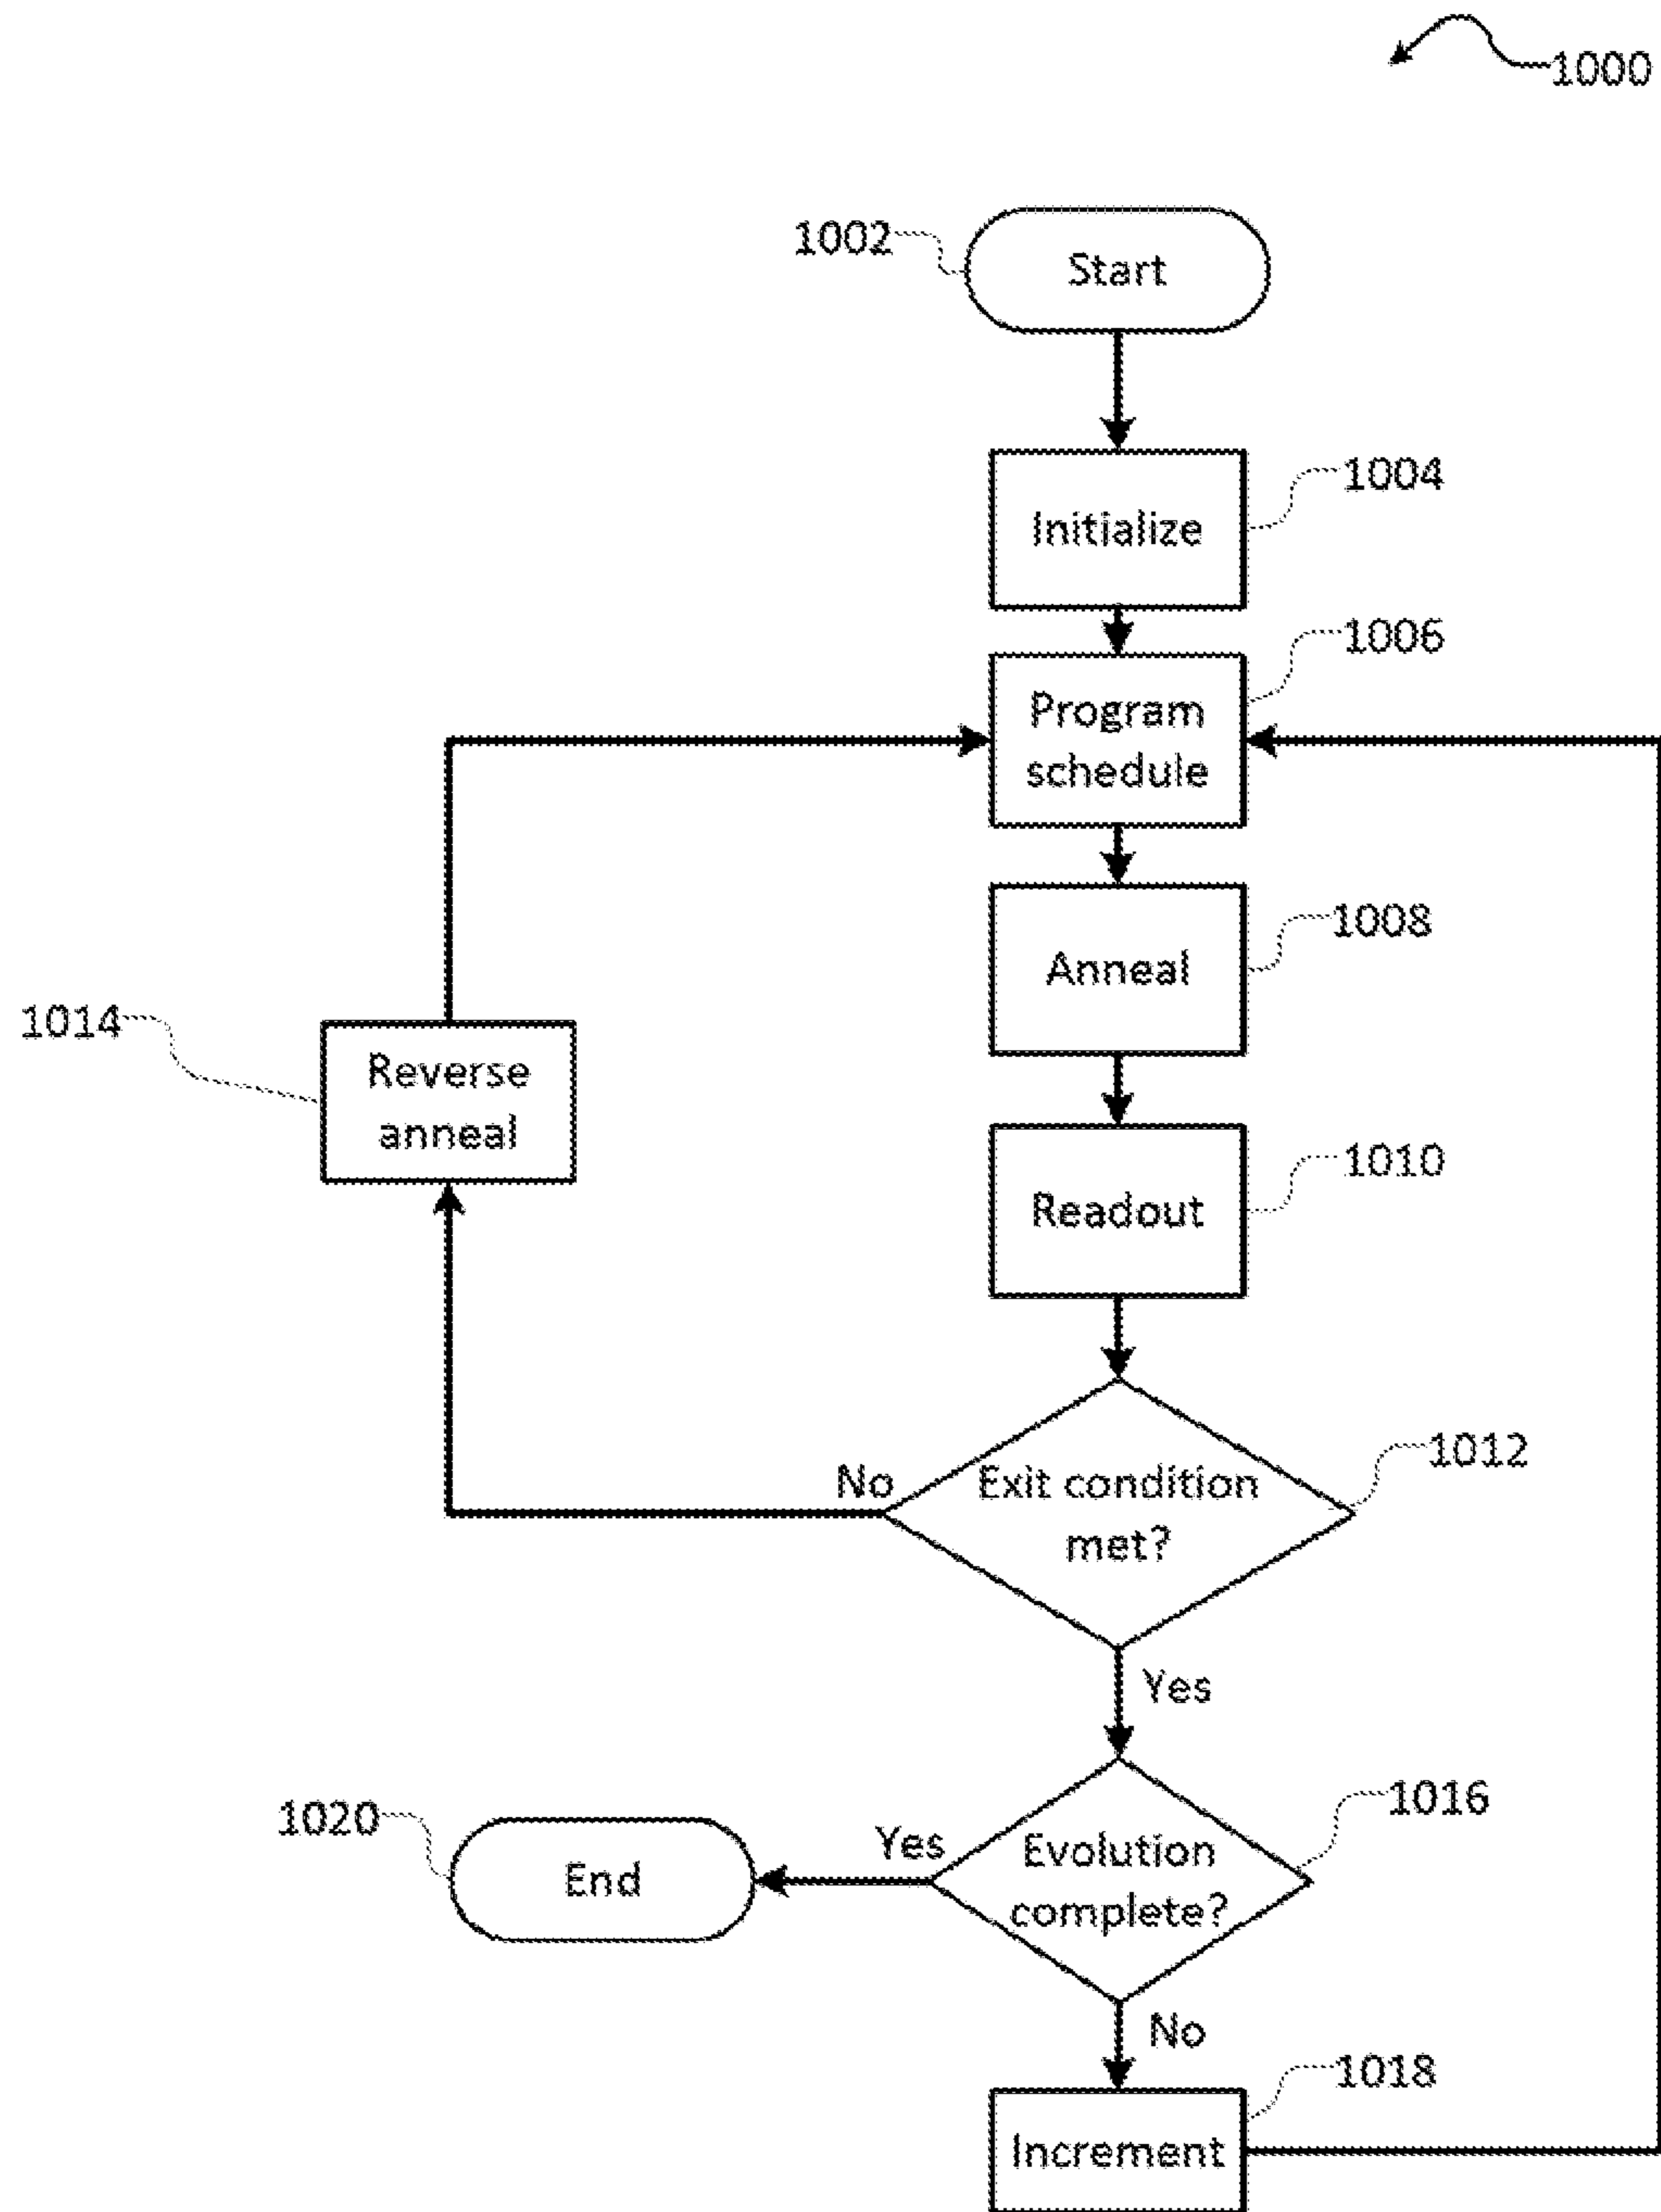 1000
1002
Start
1004
Initialize
1006
Program
schedule
1008
Anneal
1014
Reverse
anneal
1010
Readout
1012
No
Exit condition
met?
Yes
1016
1020
Yes
Evolution
complete?
End
No
1018
Increment